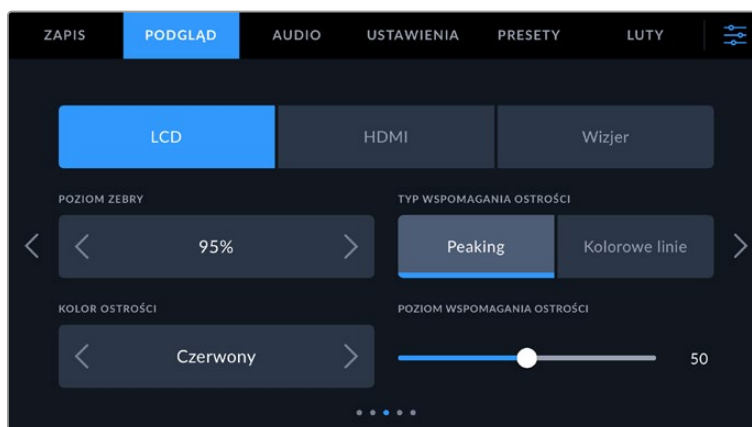 ZAPIS PODGLĄD AUDIO USTAWIENIA PRESETY LUTY
LCD HDMI Wizjer
POZIOM ZEBRY TYP WSPOMAGANIA OSTROŚCI
95% Peaking Kolorowe linie
KOLOR OSTROŚCI POZIOM WSPOMAGANIA OSTROŚCI
Czerwony 50